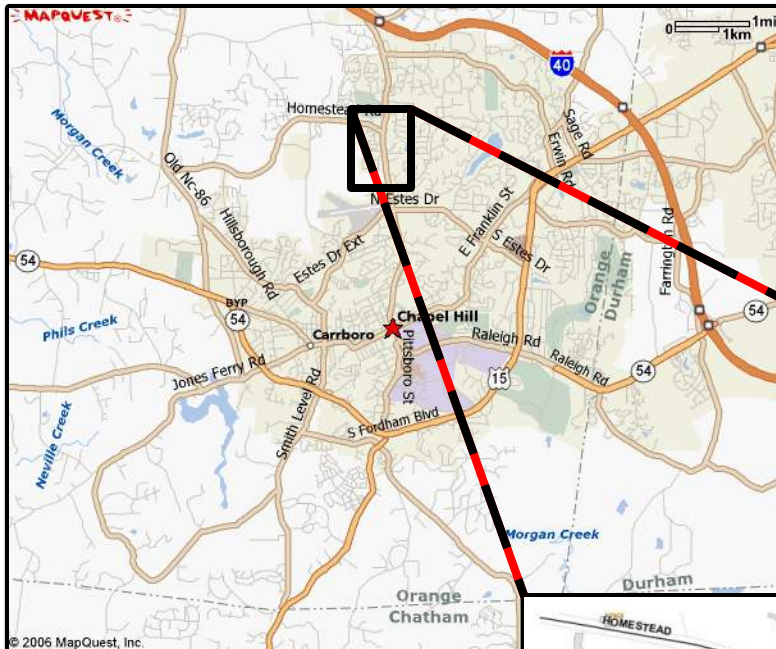 MAPQUEST®
0 1mi
1km
40
Homestead Rd
Sage Rd
Erwin Rd
Morgan Creek
Old Nc-86
Hillsborough Rd
N Estes Dr
E Franklin St
S Estes Dr
Estes Dr Ext
Farrington Rd
Orange
Durham
54
54
BYP
54
Chapel Hill
Carrboro
Pittsboro St
Raleigh Rd
Raleigh Rd
Phils Creek
Jones Ferry Rd
15
54
Smith Level Rd
S Fordham Blvd
Neville Creek
Morgan Creek
Durham
Orange
Chatham
HOMESTEAD
© 2006 MapQuest, Inc.